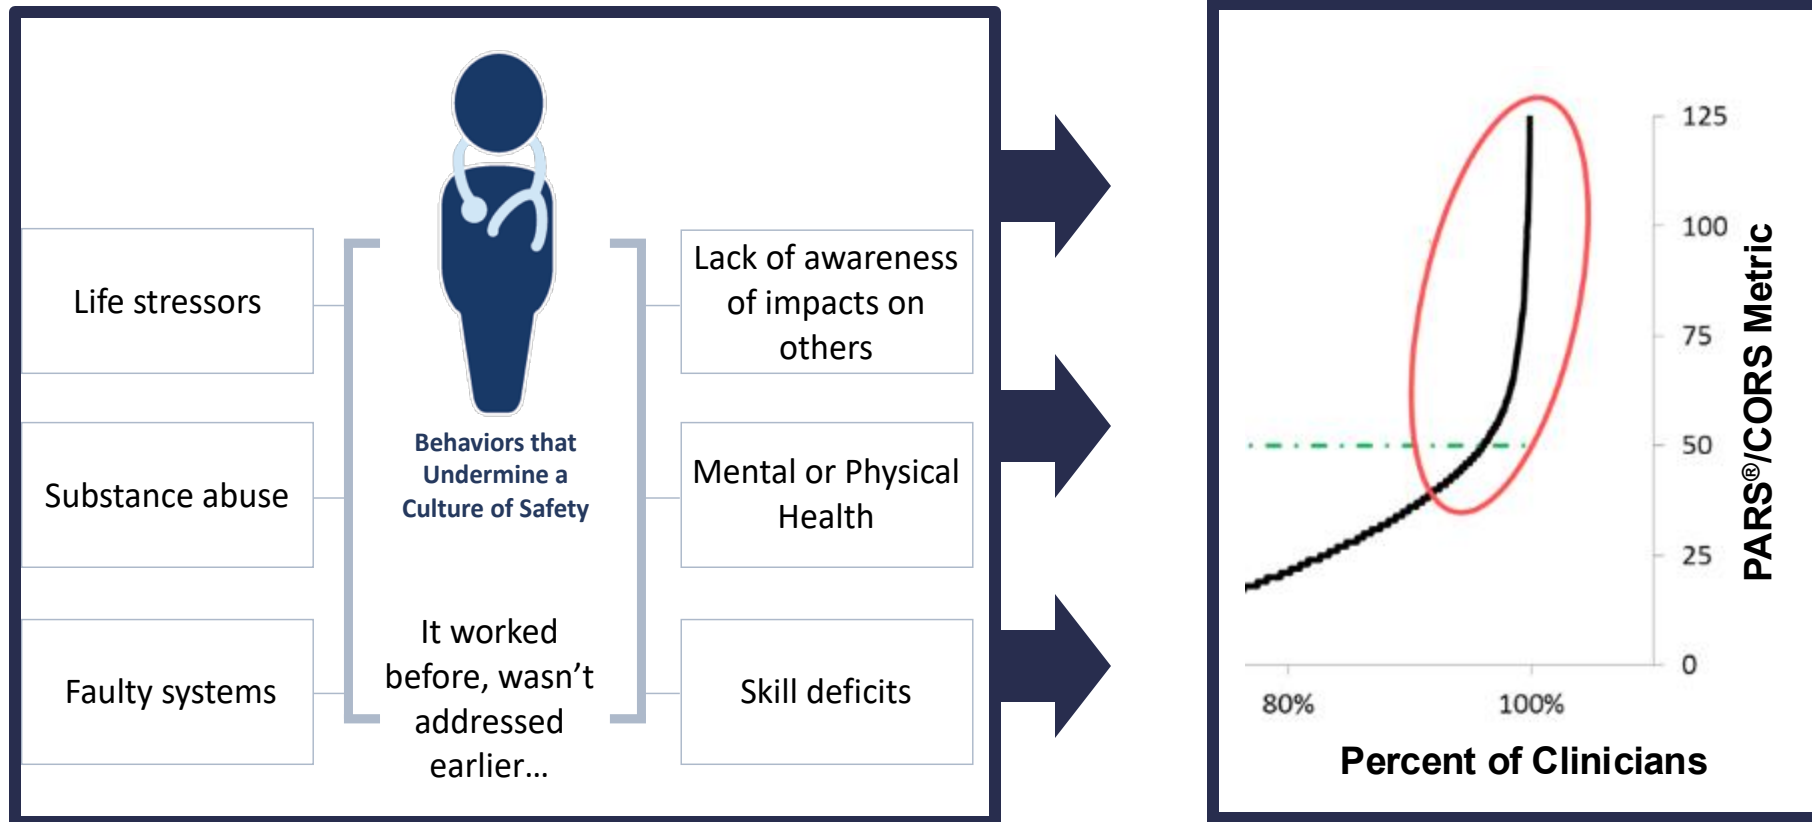 Life stressors
Substance abuse
Faulty systems
Behaviors that
Undermine a
Culture of Safety
It worked
before, wasn’t
addressed
earlier…
Lack of awareness
of impacts on
others
Mental or Physical
Health
Skill deficits
125
100
75
50
25
0
PARS®/CORS Metric
80%
100%
Percent of Clinicians